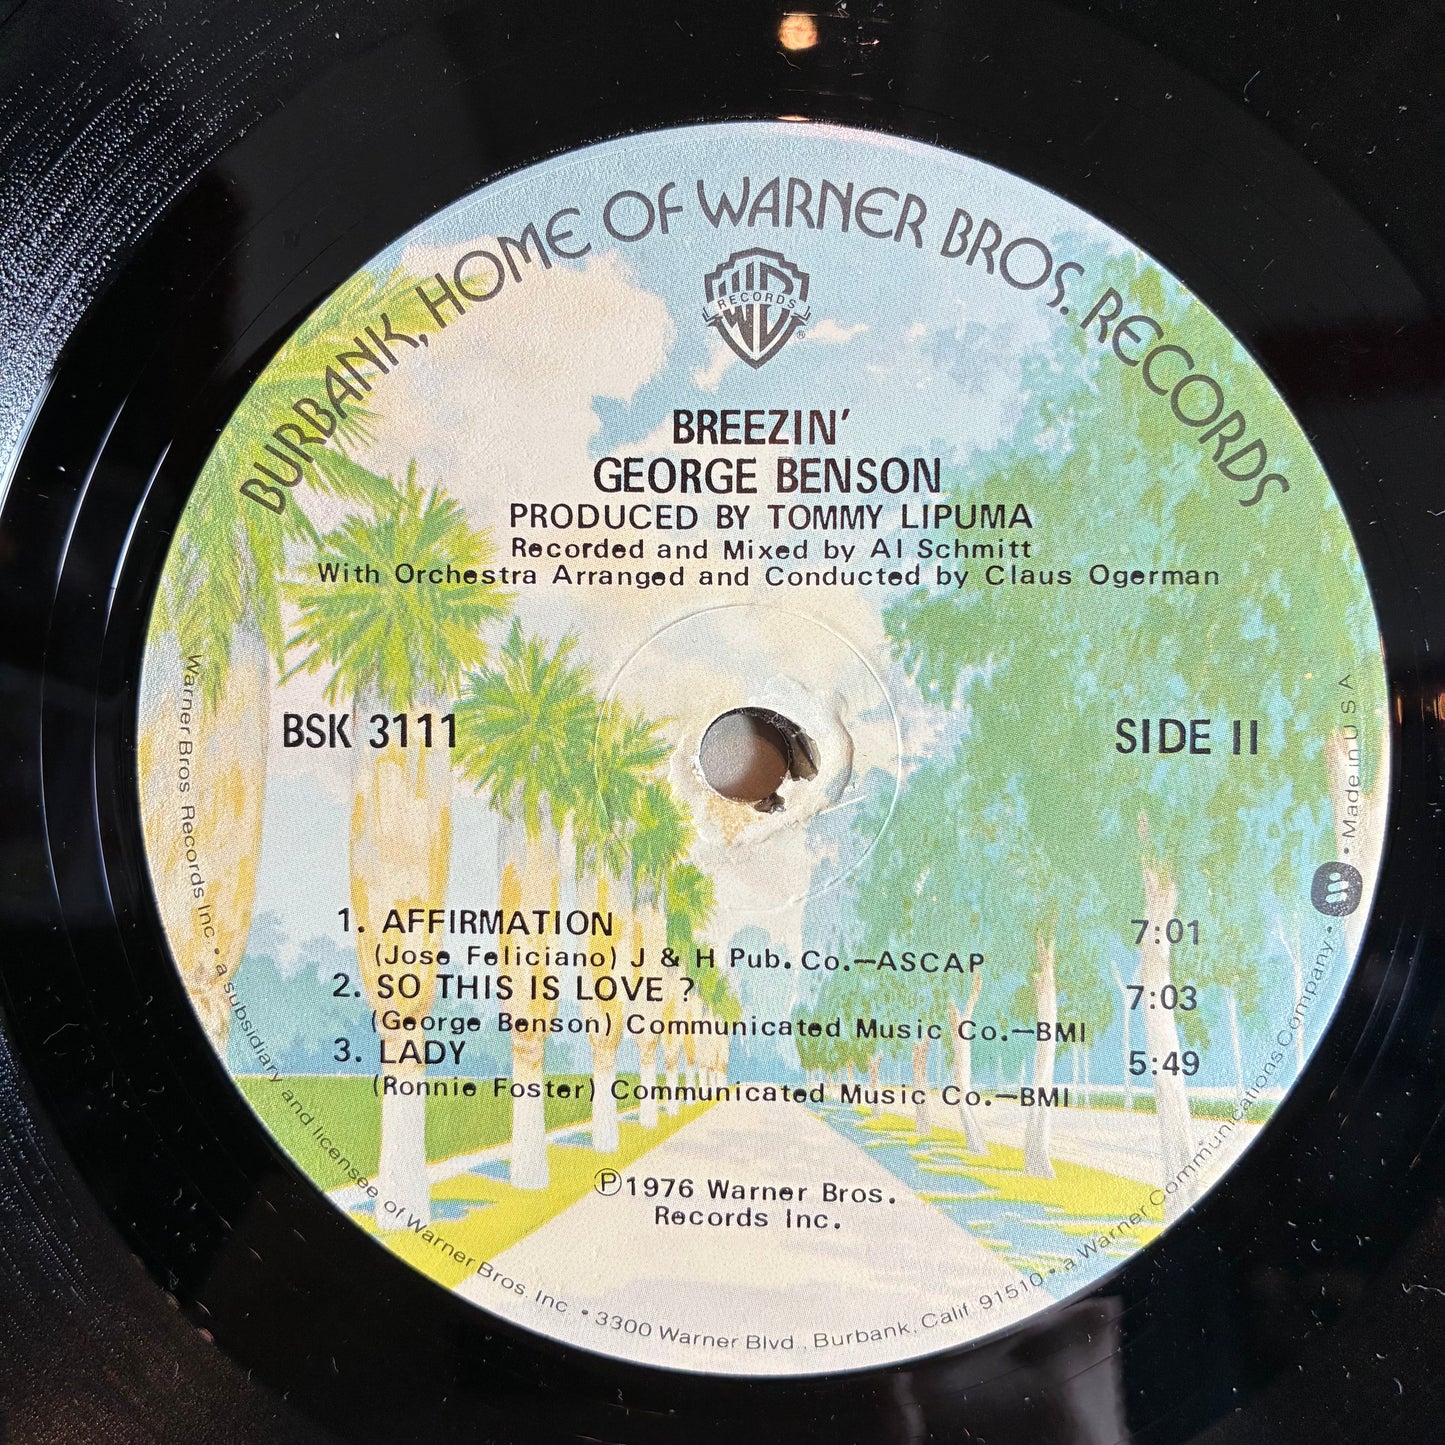 BURBANK, HOME OF WARNER BROS. RECORDS
RECORDS
®
BREEZIN'
GEORGE BENSON
PRODUCED BY TOMMY LIPUMA
Recorded and Mixed by Al Schmitt
With Orchestra Arranged and Conducted by Claus Ogerman
BSK 3111
SIDE II
1. AFFIRMATION 7:01
(Jose Feliciano) J & H Pub. Co.—ASCAP
2. SO THIS IS LOVE ? 7:03
(George Benson) Communicated Music Co.—BMI
3. LADY 5:49
(Ronnie Foster) Communicated Music Co.—BMI
℗1976 Warner Bros.
Records Inc.
Warner Bros. Records Inc. • a subsidiary and licensee of Warner Bros. Inc. • 3300 Warner Blvd., Burbank, Calif. 91510 • a Warner Communications Company • Made in U.S.A.